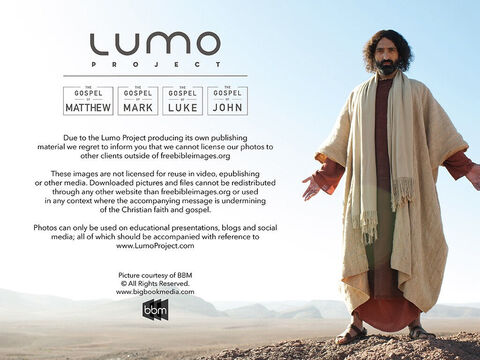 LUMO
PROJECT
THE GOSPEL OF MATTHEW
THE GOSPEL OF MARK
THE GOSPEL OF LUKE
THE GOSPEL OF JOHN
Due to the Lumo Project producing its own publishing
material we regret to inform you that we cannot license our photos to
other clients outside of freebibleimages.org
These images are not licensed for reuse in video, epublishing
or other media. Downloaded pictures and files cannot be redistributed
through any other website than freebibleimages.org or used
in any context where the accompanying message is undermining
of the Christian faith and gospel.
Photos can only be used on educational presentations, blogs and social
media; all of which should be accompanied with reference to
www.LumoProject.com
Picture courtesy of BBM
© All Rights Reserved.
www.bigbookmedia.com
bbm